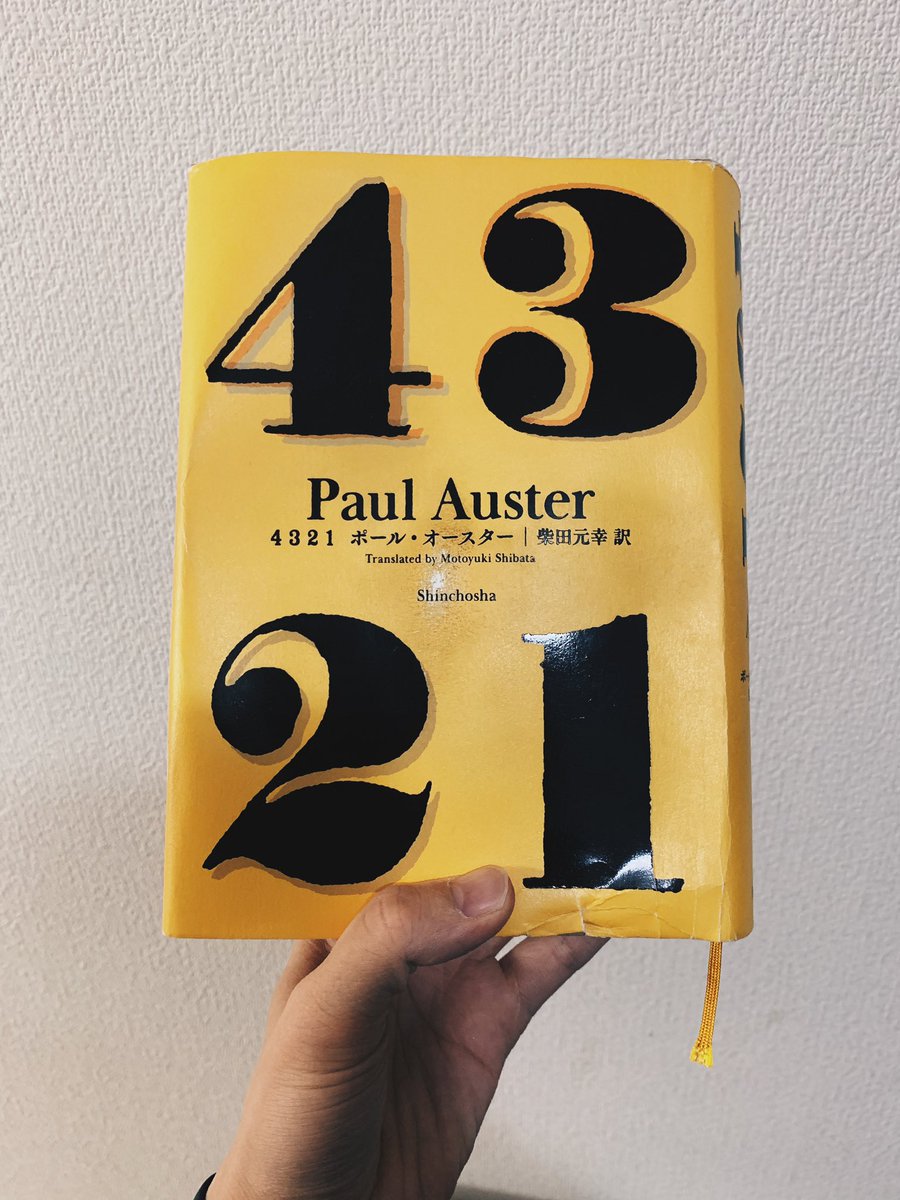 43
Paul Auster
4321 ポール・オースター｜柴田元幸 訳
Translated by Motoyuki Shibata
Shinchosha
21